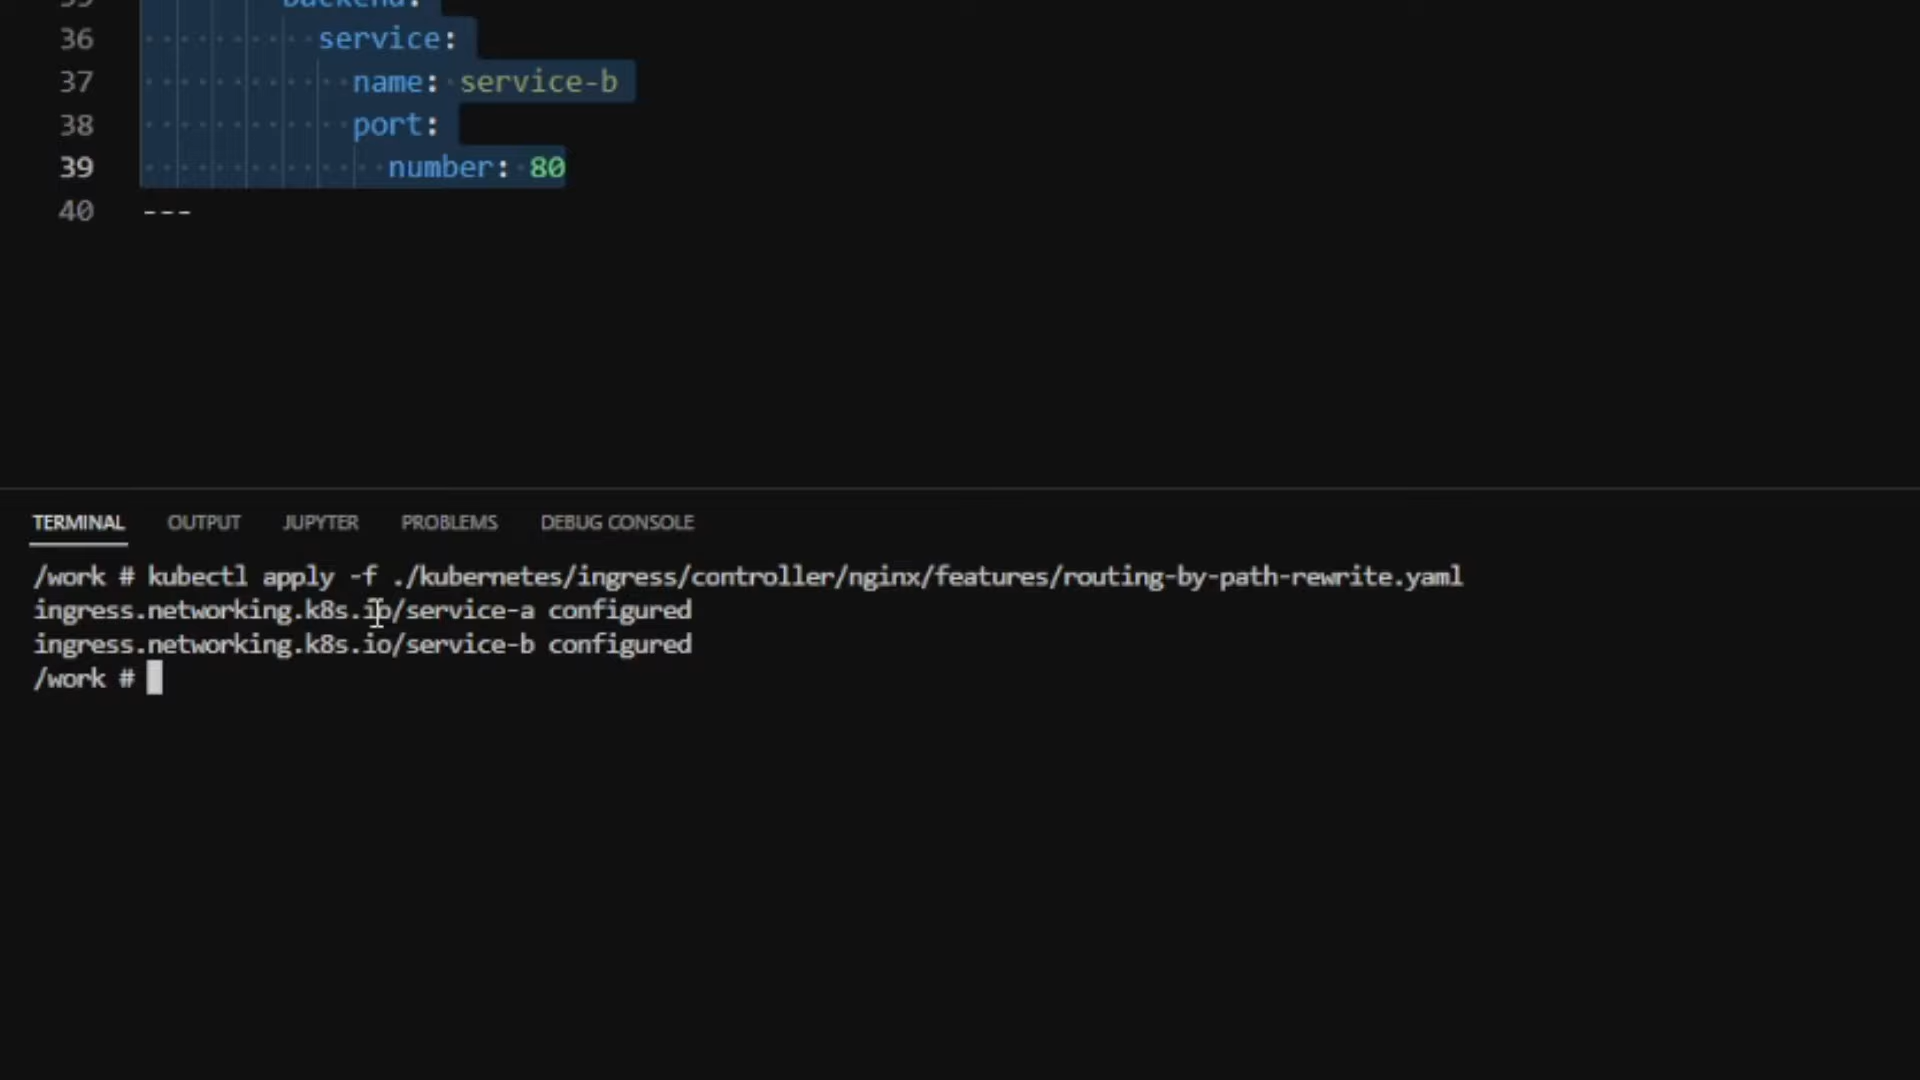 35 backend:
36 service:
37 name: service-b
38 port:
39 number: 80
40 ---
TERMINAL OUTPUT JUPYTER PROBLEMS DEBUG CONSOLE
/work # kubectl apply -f ./kubernetes/ingress/controller/nginx/features/routing-by-path-rewrite.yaml
ingress.networking.k8s.io/service-a configured
ingress.networking.k8s.io/service-b configured
/work #